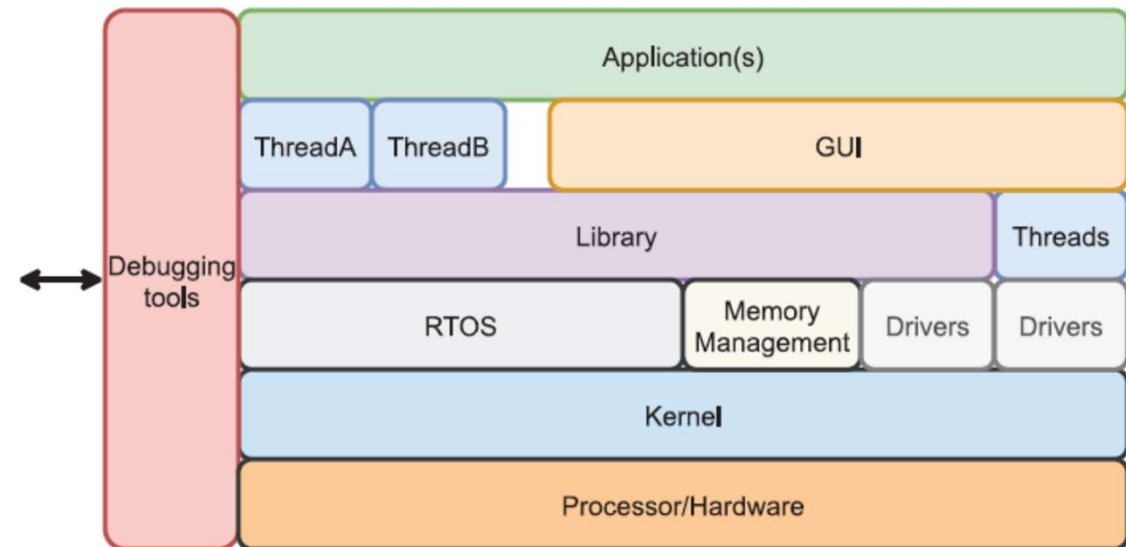 Application(s)
ThreadA
ThreadB
GUI
Library
Threads
Debugging
tools
RTOS
Memory
Management
Drivers
Drivers
Kernel
Processor/Hardware